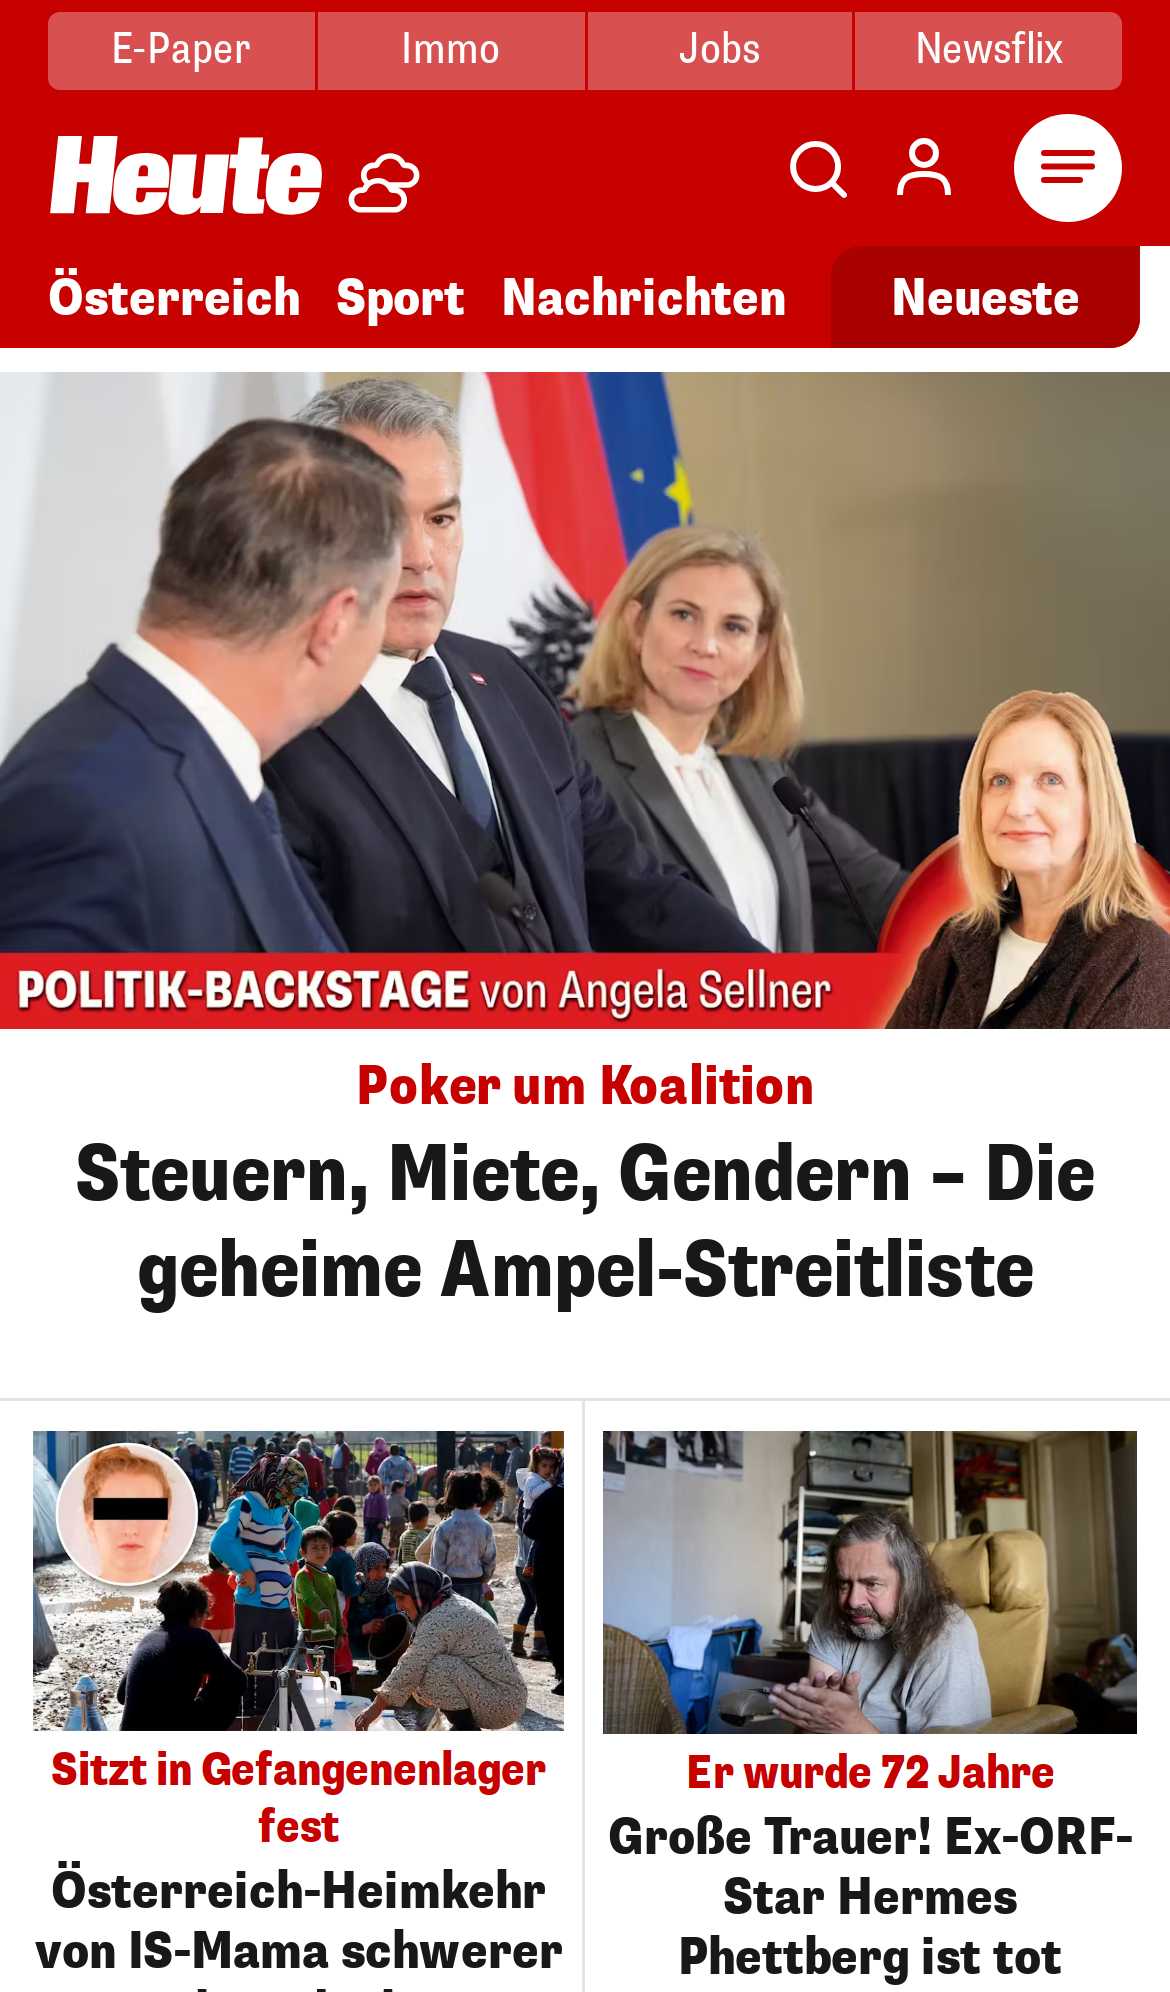 E-Paper
Immo
Jobs
Newsflix
Heute
Österreich
Sport
Nachrichten
Neueste
POLITIK-BACKSTAGE von Angela Sellner
Poker um Koalition
Steuern, Miete, Gendern – Die
geheime Ampel-Streitliste
Sitzt in Gefangenenlager
fest
Österreich-Heimkehr
von IS-Mama schwerer
Er wurde 72 Jahre
Große Trauer! Ex-ORF-
Star Hermes
Phettberg ist tot